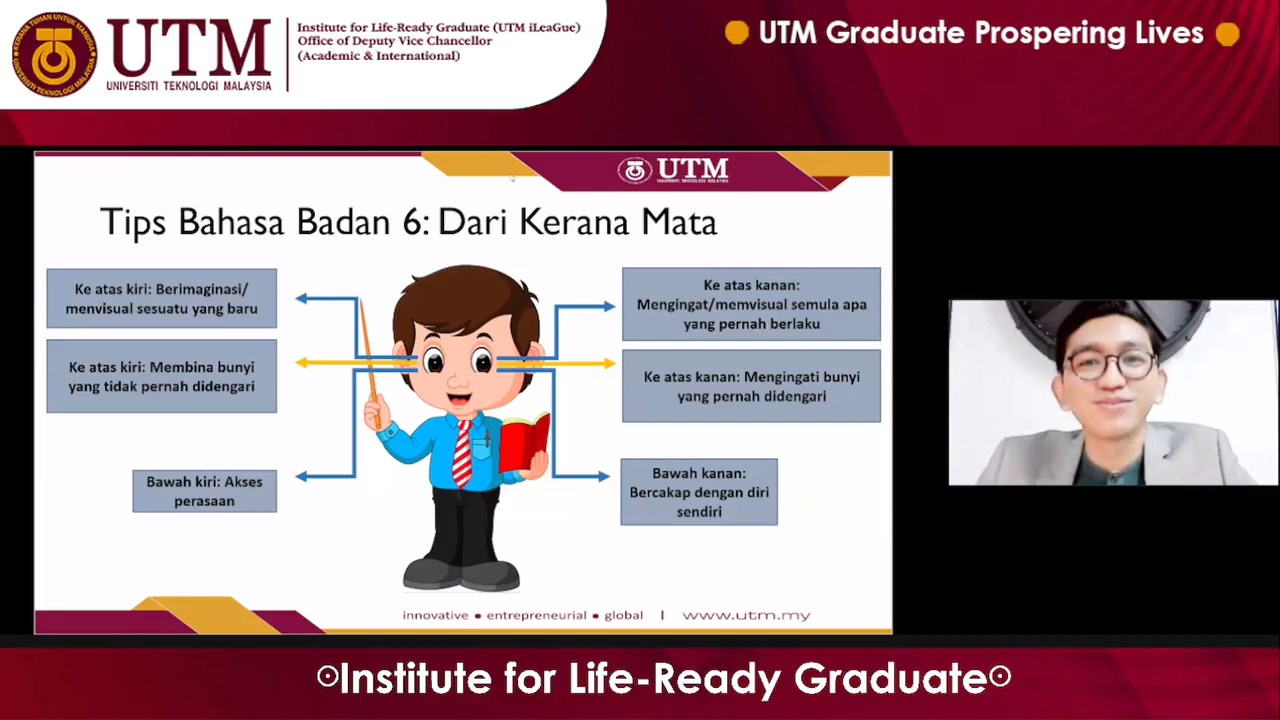 UTM
UNIVERSITI TEKNOLOGI MALAYSIA
Institute for Life-Ready Graduate (UTM iLeaGue)
Office of Deputy Vice Chancellor
(Academic & International)
UTM Graduate Prospering Lives
UTM
Tips Bahasa Badan 6: Dari Kerana Mata
Ke atas kiri: Berimaginasi/
menvisual sesuatu yang baru
Ke atas kanan:
Mengingat/memvisual semula apa
yang pernah berlaku
Ke atas kiri: Membina bunyi
yang tidak pernah didengari
Ke atas kanan: Mengingati bunyi
yang pernah didengari
Bawah kiri: Akses
perasaan
Bawah kanan:
Bercakap dengan diri
sendiri
innovative ● entrepreneurial ● global | www.utm.my
Institute for Life-Ready Graduate